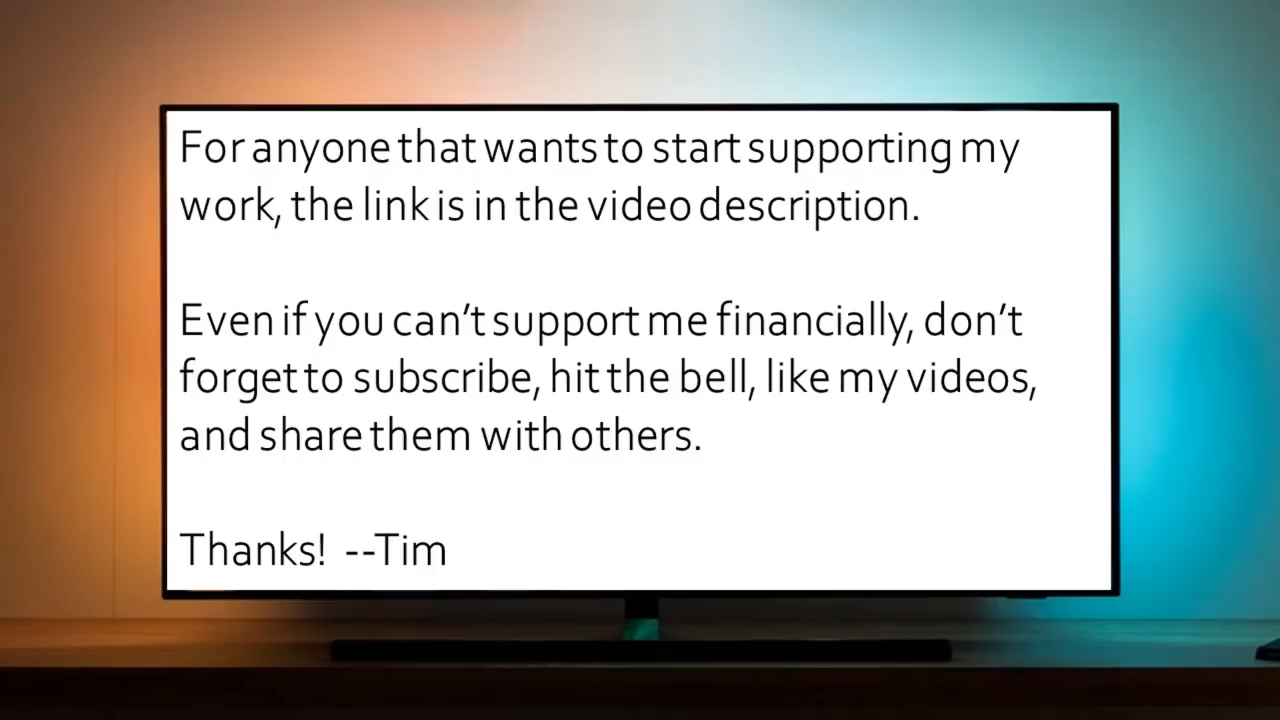 For anyone that wants to start supporting my
work, the link is in the video description.
Even if you can’t support me financially, don’t
forget to subscribe, hit the bell, like my videos,
and share them with others.
Thanks!  --Tim